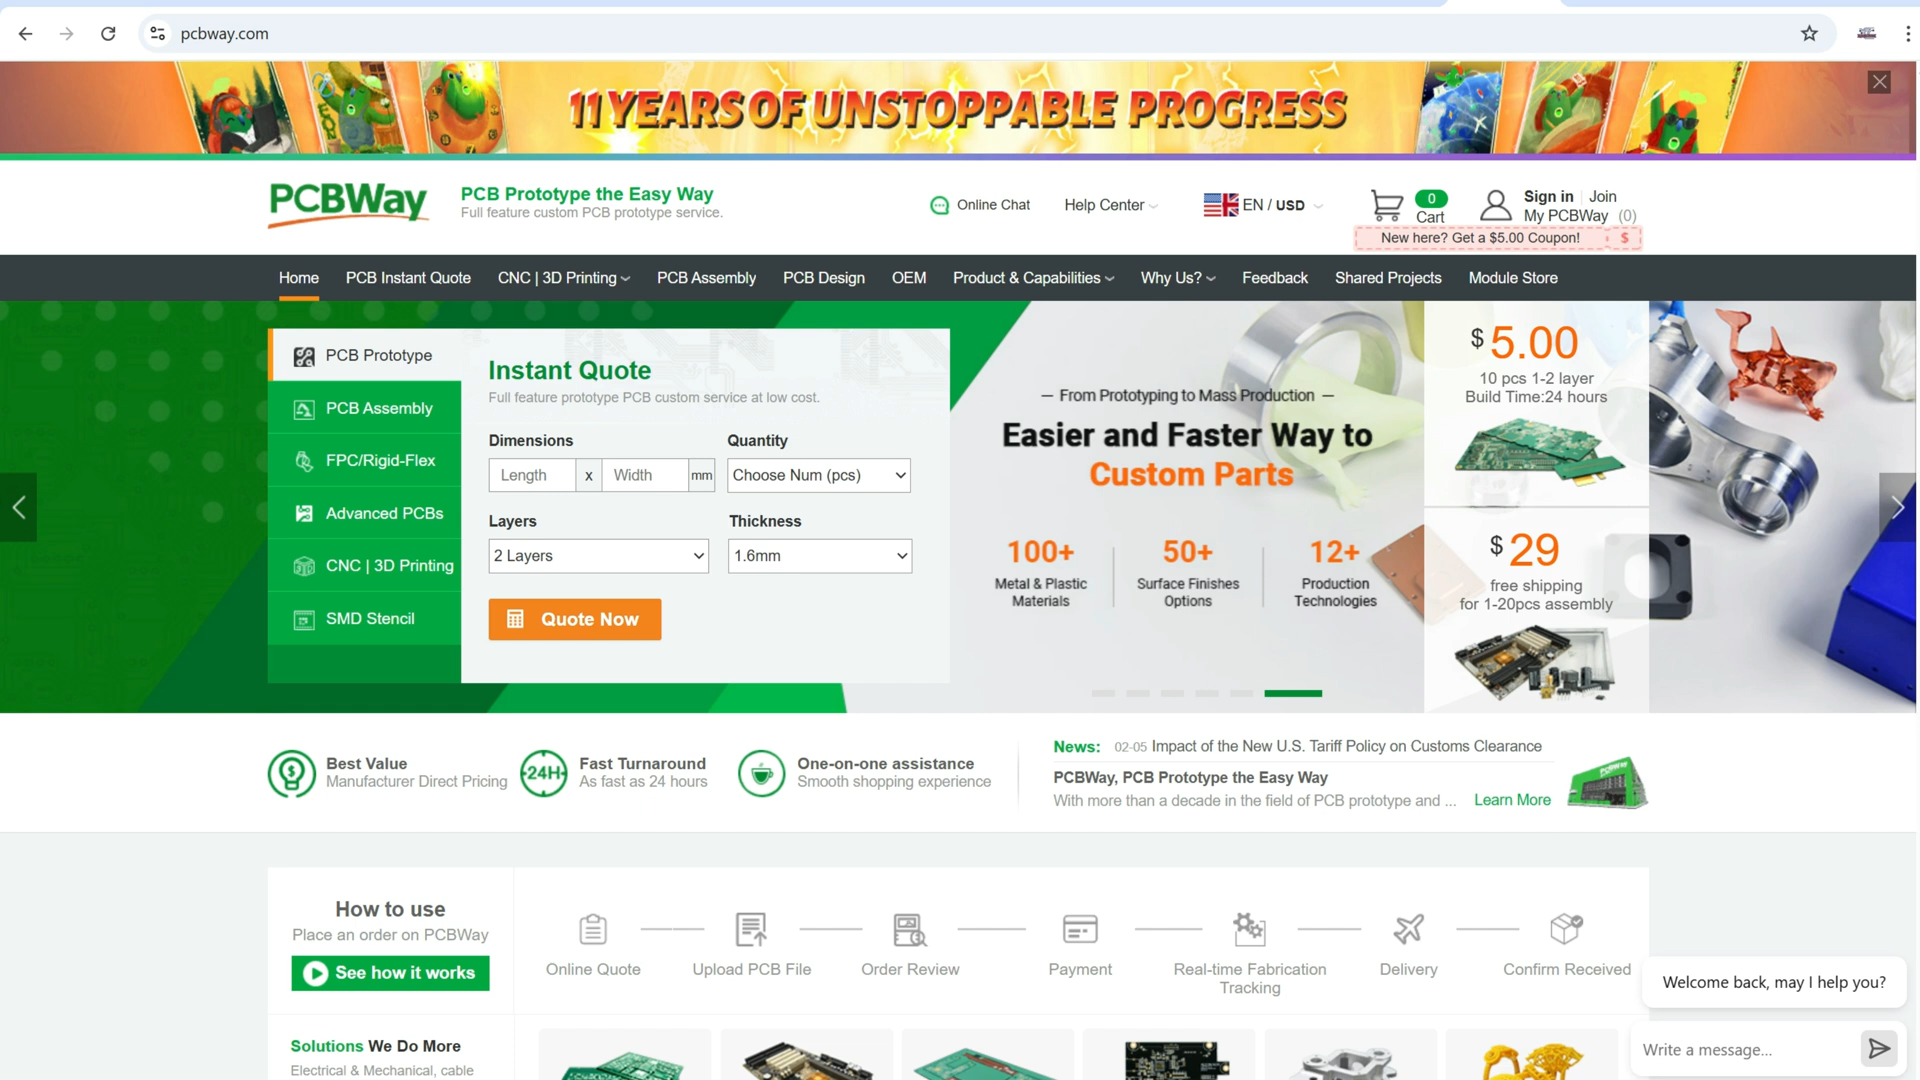 pcbway.com
11 YEARS OF UNSTOPPABLE PROGRESS
PCBWay
PCB Prototype the Easy Way
Full feature custom PCB prototype service.
Online Chat
Help Center
EN / USD
0
Cart
Sign in | Join
My PCBWay (0)
New here? Get a $5.00 Coupon! $
Home
PCB Instant Quote
CNC | 3D Printing
PCB Assembly
PCB Design
OEM
Product & Capabilities
Why Us?
Feedback
Shared Projects
Module Store
PCB Prototype
PCB Assembly
FPC/Rigid-Flex
Advanced PCBs
CNC | 3D Printing
SMD Stencil
Instant Quote
Full feature prototype PCB custom service at low cost.
Dimensions
Quantity
Length x Width mm
Choose Num (pcs)
Layers
Thickness
2 Layers
1.6mm
Quote Now
— From Prototyping to Mass Production —
Easier and Faster Way to
Custom Parts
100+
Metal & Plastic
Materials
50+
Surface Finishes
Options
12+
Production
Technologies
$ 5.00
10 pcs 1-2 layer
Build Time:24 hours
$ 29
free shipping
for 1-20pcs assembly
Best Value
Manufacturer Direct Pricing
24H
Fast Turnaround
As fast as 24 hours
One-on-one assistance
Smooth shopping experience
News: 02-05 Impact of the New U.S. Tariff Policy on Customs Clearance
PCBWay, PCB Prototype the Easy Way
With more than a decade in the field of PCB prototype and ... Learn More
PCBWay
How to use
Place an order on PCBWay
See how it works
Online Quote
Upload PCB File
Order Review
Payment
Real-time Fabrication
Tracking
Delivery
Confirm Received
Solutions We Do More
Electrical & Mechanical, cable
Welcome back, may I help you?
Write a message...